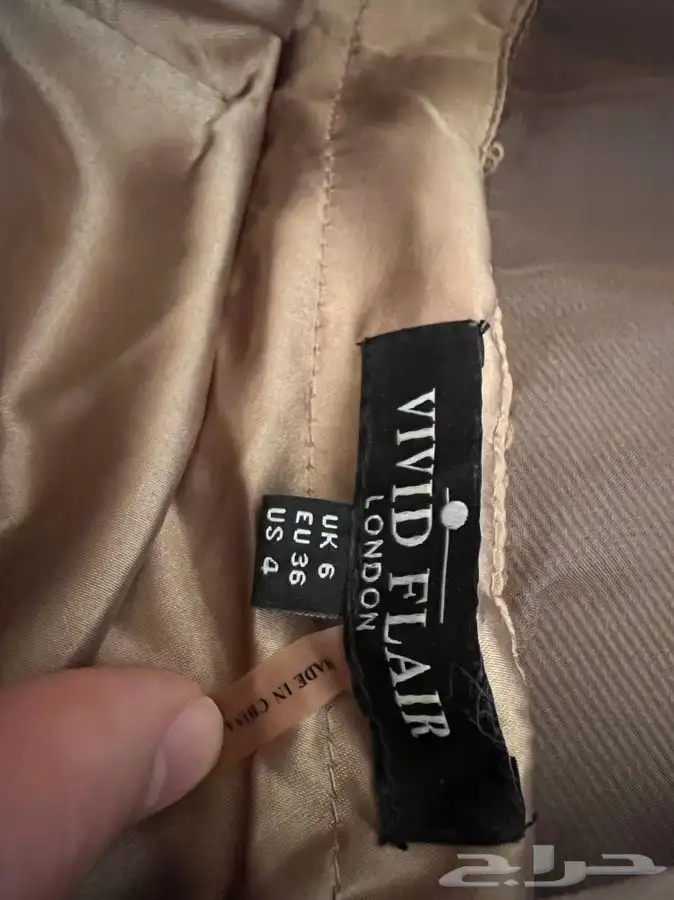 VIVID FLAIR
LONDON
UK 6
EU 36
US 4
MADE IN CHINA
حراج